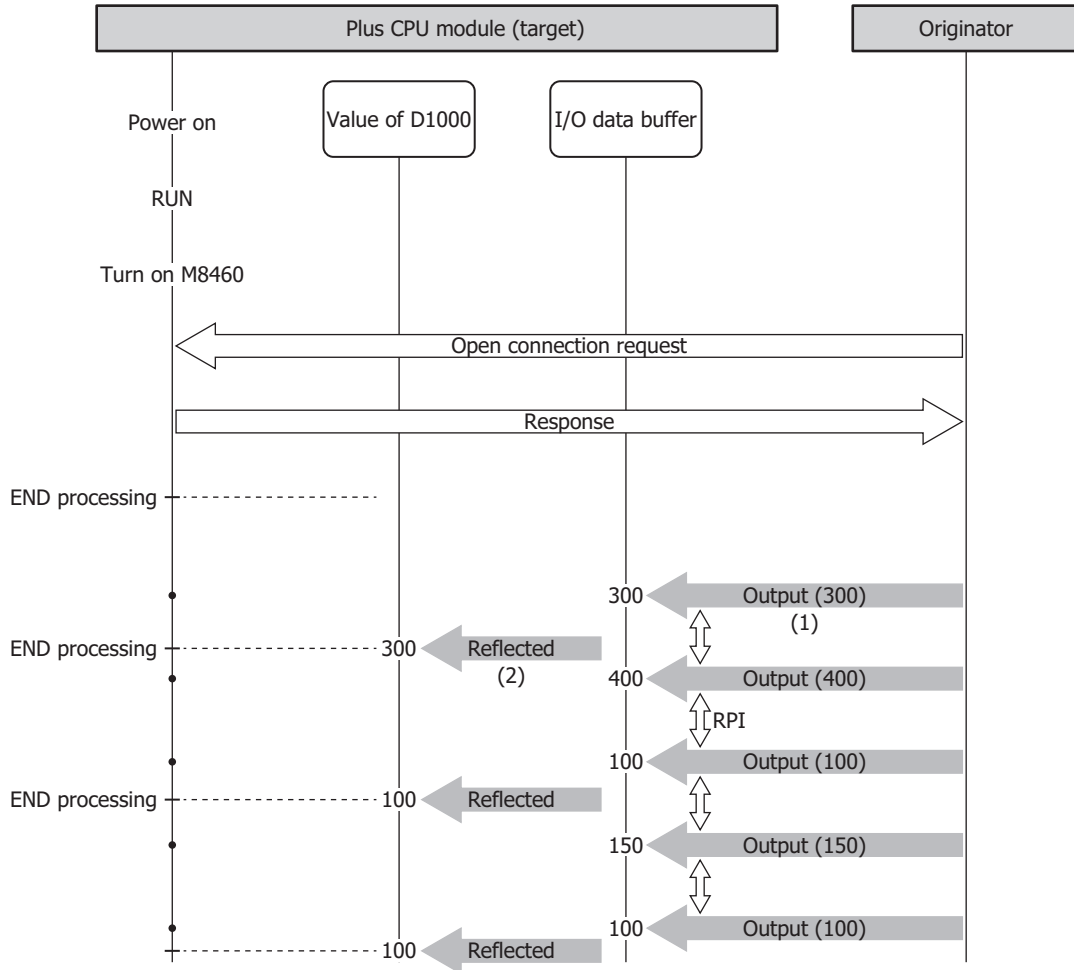 Plus CPU module (target)
Originator
Value of D1000
I/O data buffer
Power on
RUN
Turn on M8460
Open connection request
Response
END processing
300
Output (300)
(1)
END processing
300
Reflected
(2)
400
Output (400)
RPI
100
Output (100)
END processing
100
Reflected
150
Output (150)
100
Output (100)
100
Reflected